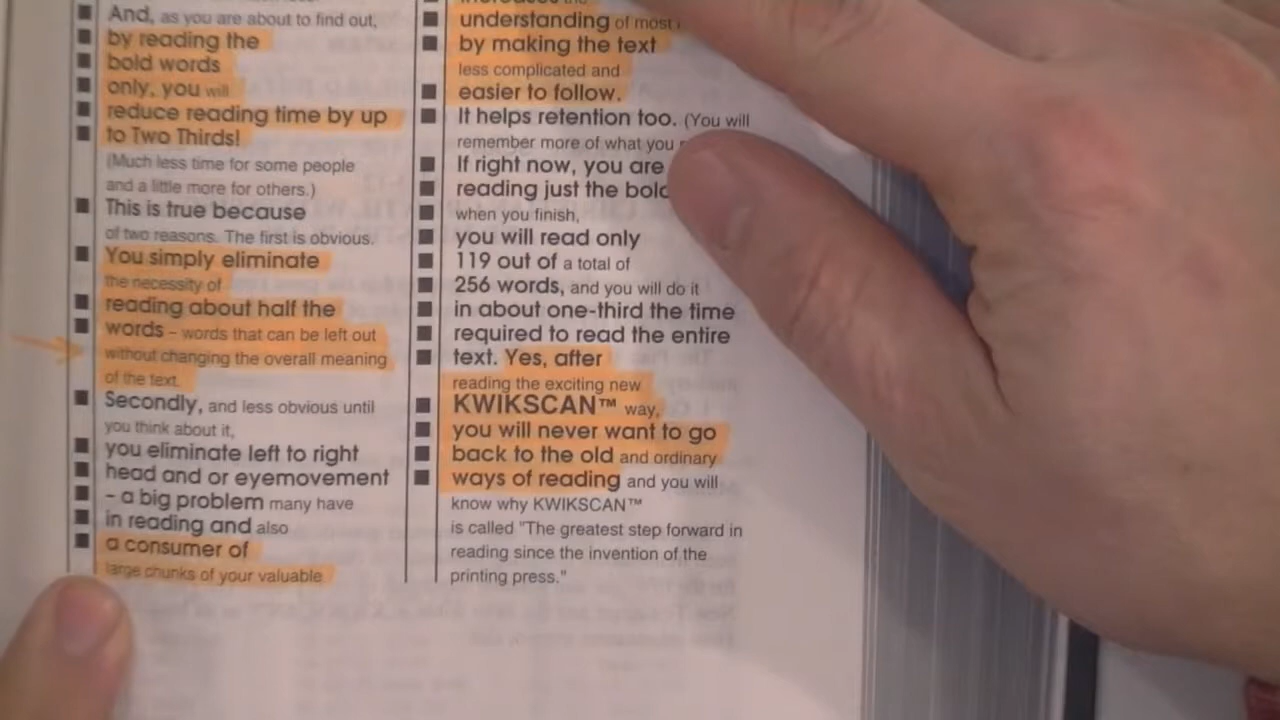 And, as you are about to find out,
by reading the
bold words
only, you will
reduce reading time by up
to Two Thirds!
(Much less time for some people
and a little more for others.)
This is true because
of two reasons. The first is obvious.
You simply eliminate
the necessity of
reading about half the
words – words that can be left out
without changing the overall meaning
of the text.
Secondly, and less obvious until
you think about it,
you eliminate left to right
head and or eyemovement
– a big problem many have
in reading and also
a consumer of
large chunks of your valuable
increases the
understanding of most
by making the text
less complicated and
easier to follow.
It helps retention too. (You will
remember more of what you
If right now, you are
reading just the bold
when you finish,
you will read only
119 out of a total of
256 words, and you will do it
in about one-third the time
required to read the entire
text. Yes, after
reading the exciting new
KWIKSCAN™ way,
you will never want to go
back to the old and ordinary
ways of reading and you will
know why KWIKSCAN™
is called "The greatest step forward in
reading since the invention of the
printing press."